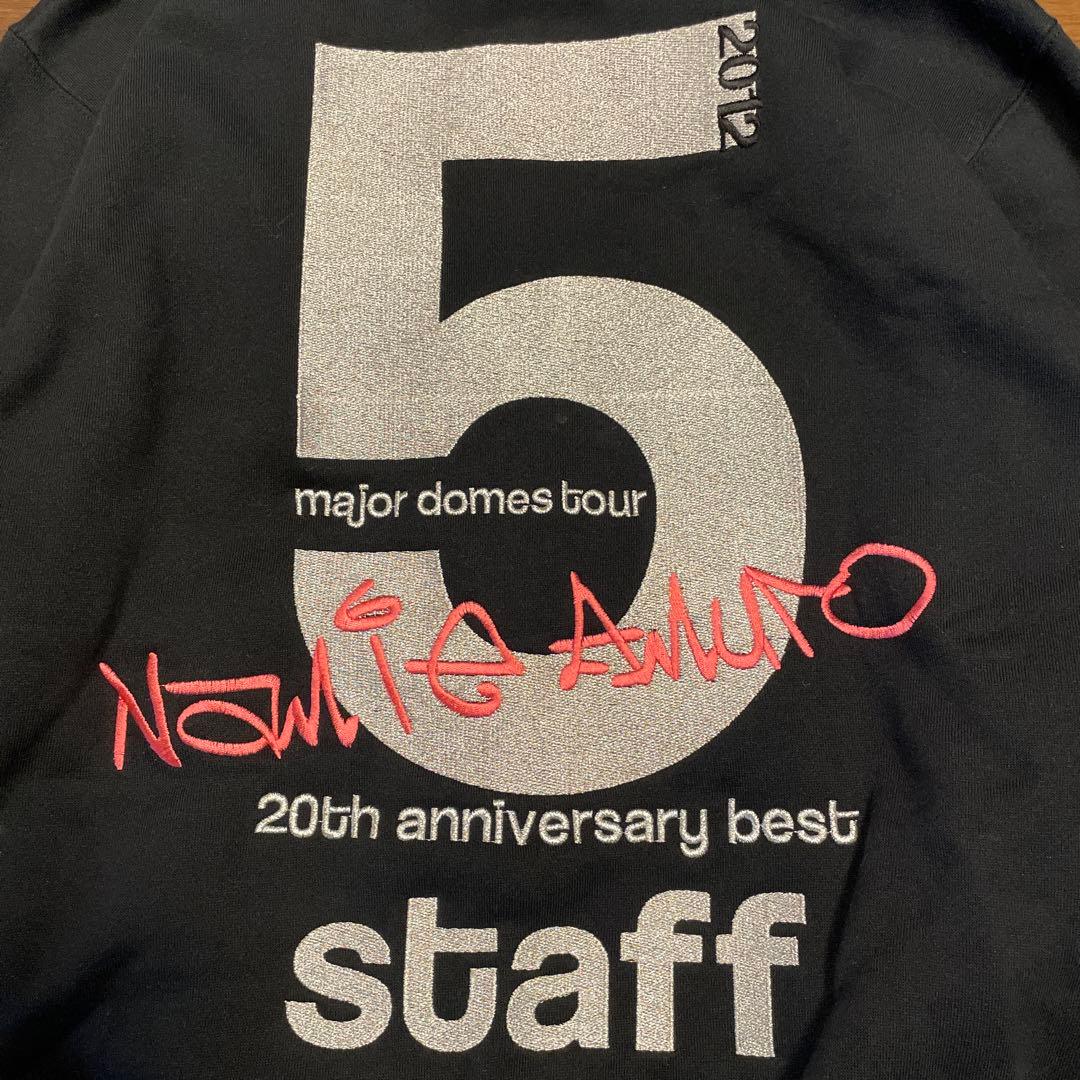 5
2012
major domes tour
Namie Amuro
20th anniversary best
staff